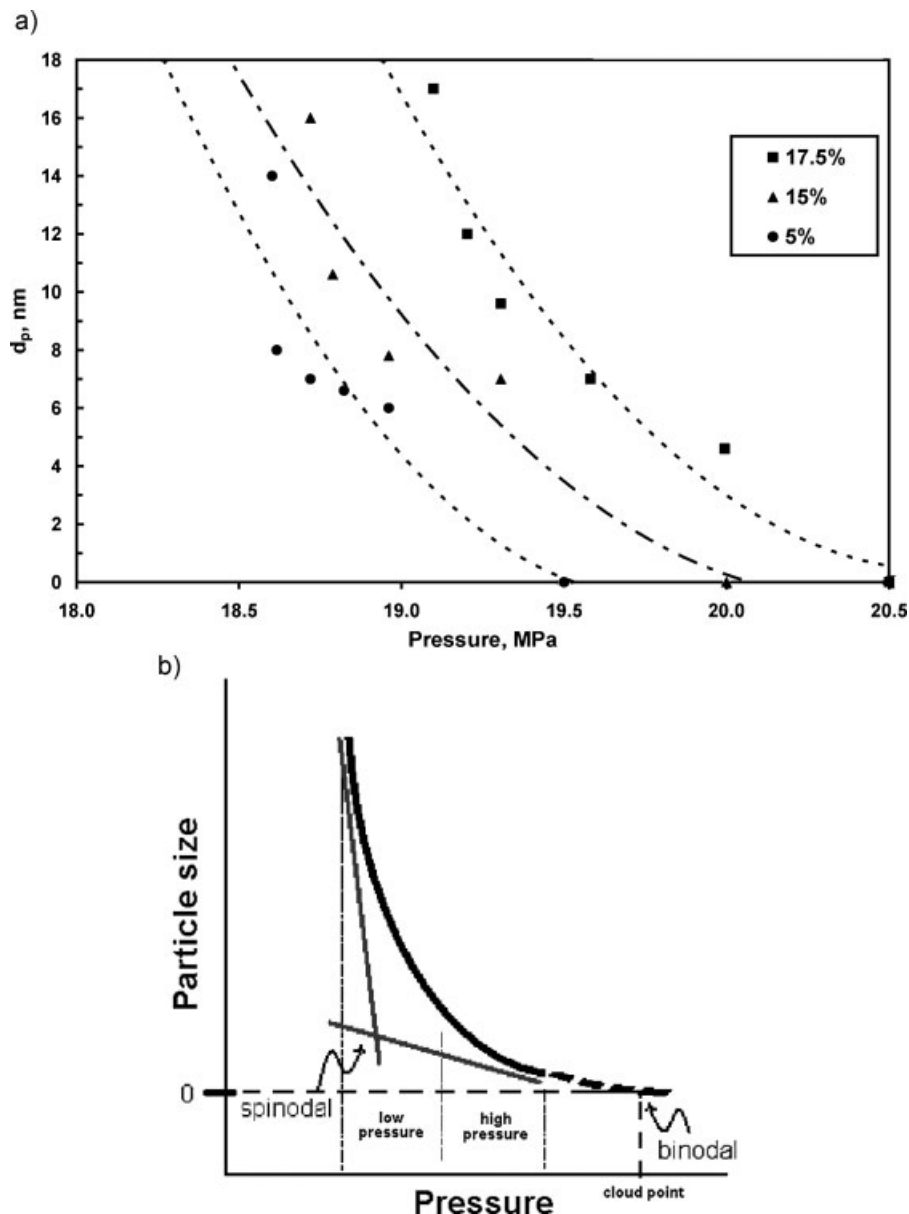 a)
18
16
14
12
10
8
6
4
2
0
dp, nm
17.5%
15%
5%
18.0 18.5 19.0 19.5 20.0 20.5
Pressure, MPa
b)
Particle size
0
spinodal
low
pressure
high
pressure
binodal
cloud point
Pressure